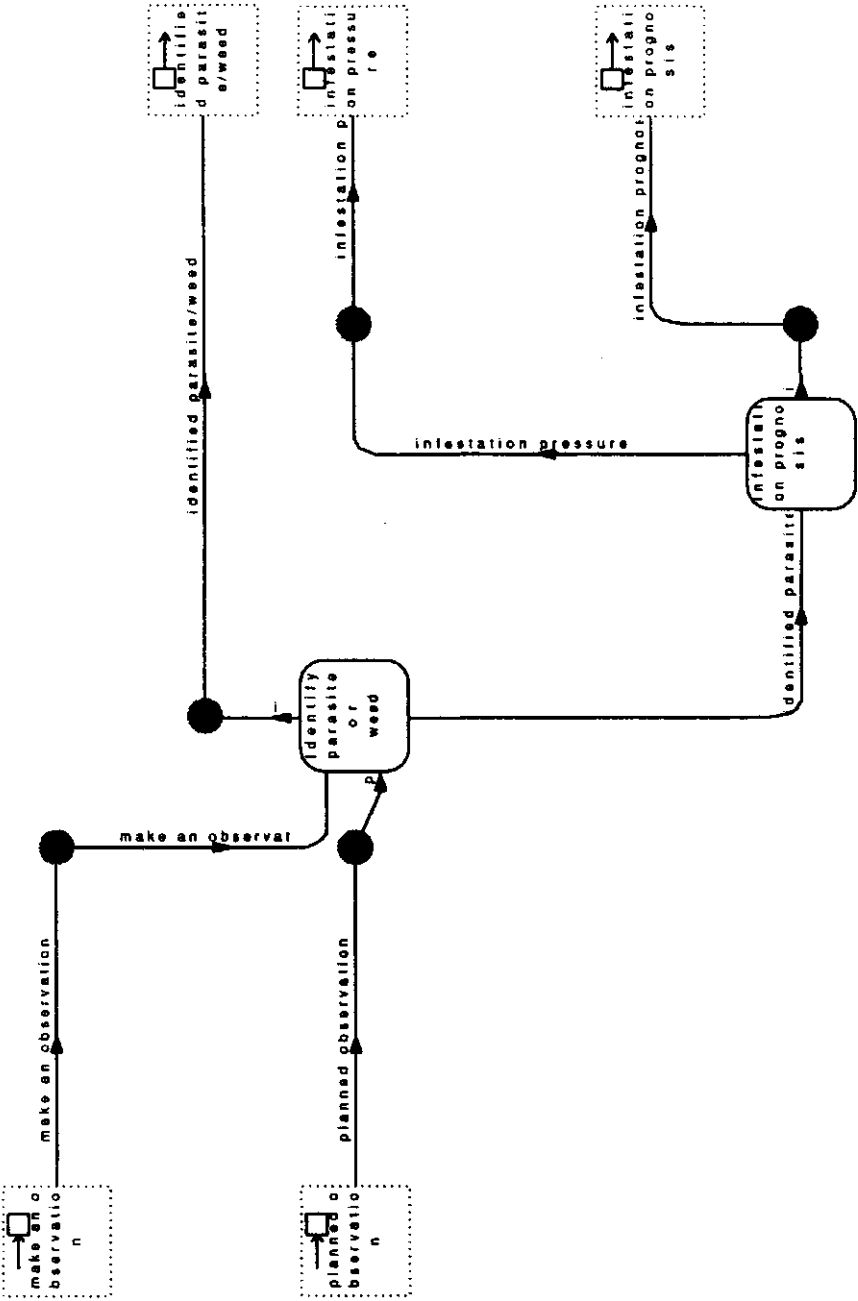 make an o
bservatio
n
make an observation
make an observat
i
identified parasite/weed
identifie
d parasit
e/weed
planned o
bservatio
n
planned observation
p
identify
parasite
or
weed
infestation pressure
infestation p
infestati
on pressu
re
dentified parasite
infestati
on progno
sis
i
infestation prognos
infestati
on progno
sis